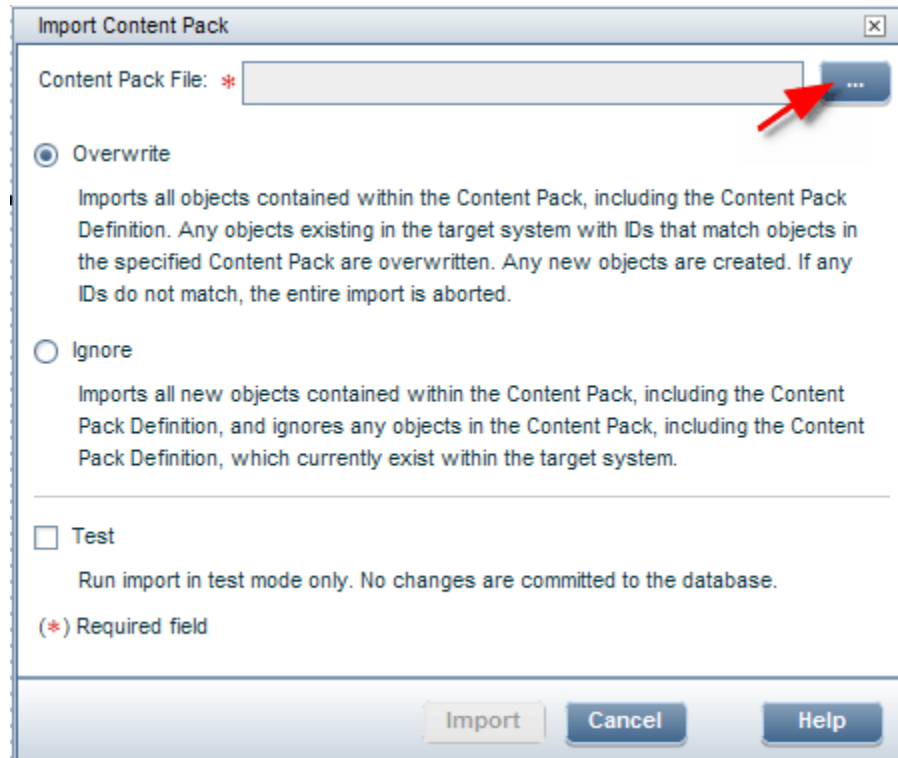 Import Content Pack
Content Pack File: *
...
Overwrite
Imports all objects contained within the Content Pack, including the Content Pack
Definition. Any objects existing in the target system with IDs that match objects in
the specified Content Pack are overwritten. Any new objects are created. If any
IDs do not match, the entire import is aborted.
Ignore
Imports all new objects contained within the Content Pack, including the Content
Pack Definition, and ignores any objects in the Content Pack, including the Content
Pack Definition, which currently exist within the target system.
Test
Run import in test mode only. No changes are committed to the database.
(*) Required field
Import Cancel Help